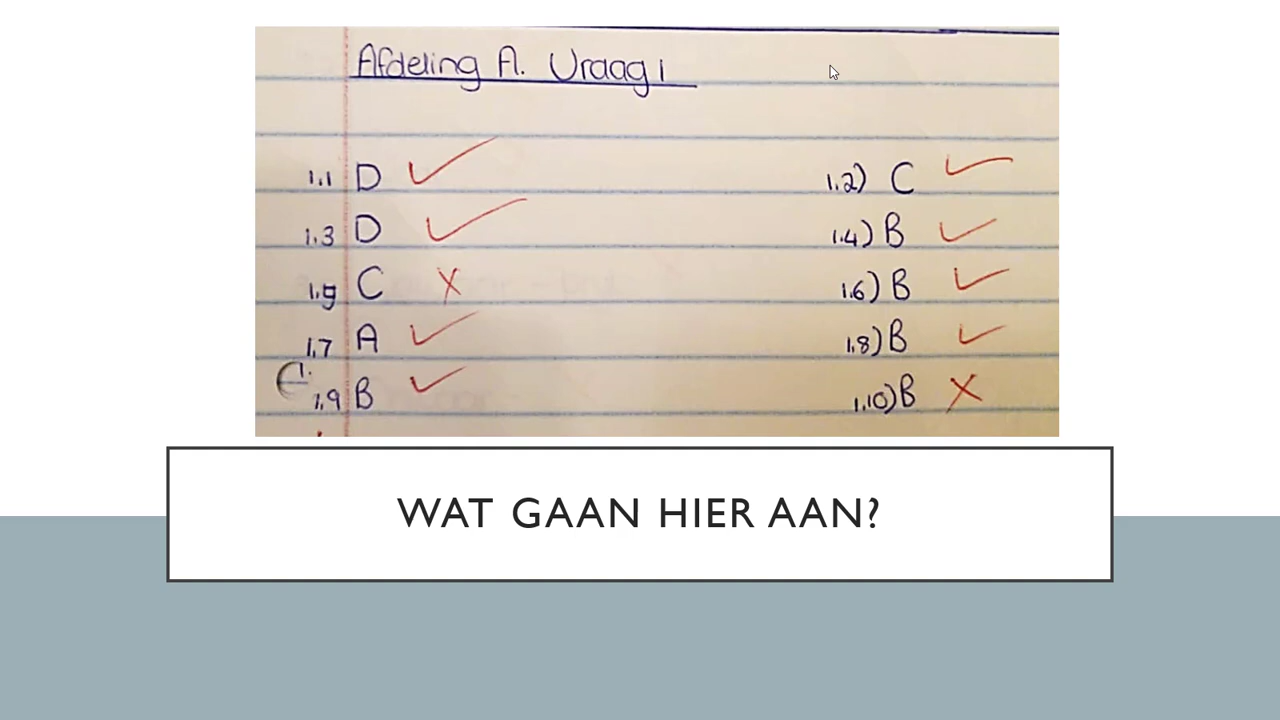 Afdeling A. Vraag 1
1.1 D 1.2) C
1.3 D 1.4) B
1.5 C 1.6) B
1.7 A 1.8) B
1.9 B 1.10) B
WAT GAAN HIER AAN?